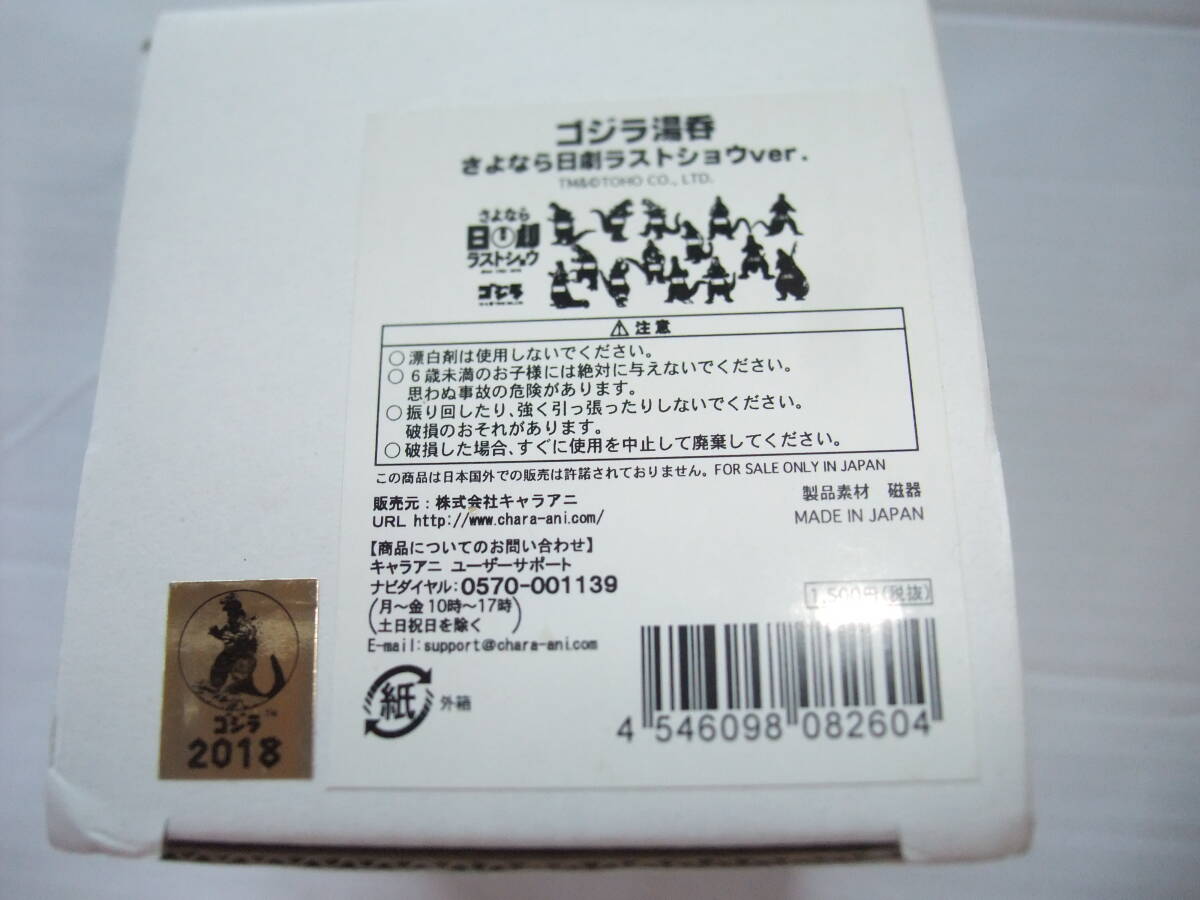 ゴジラ湯呑
さよなら日劇ラストショウver.
TM&©TOHO CO., LTD.
さよなら
日劇
ラストショウ
ゴジラ
⚠注意
○漂白剤は使用しないでください。
○6歳未満のお子様には絶対に与えないでください。
思わぬ事故の危険があります。
○振り回したり、強く引っ張ったりしないでください。
破損のおそれがあります。
○破損した場合、すぐに使用を中止して廃棄してください。
この商品は日本国外での販売は許諾されておりません。FOR SALE ONLY IN JAPAN
販売元:株式会社キャラアニ
URL http://www.chara-ani.com/
製品素材 磁器
MADE IN JAPAN
【商品についてのお問い合わせ】
キャラアニ ユーザーサポート
ナビダイヤル:0570-001139
(月〜金 10時〜17時
土日祝日を除く)
E-mail:support@chara-ani.com
1,500円(税抜)
紙 外箱
4 546098 082604
ゴジラ™
2018